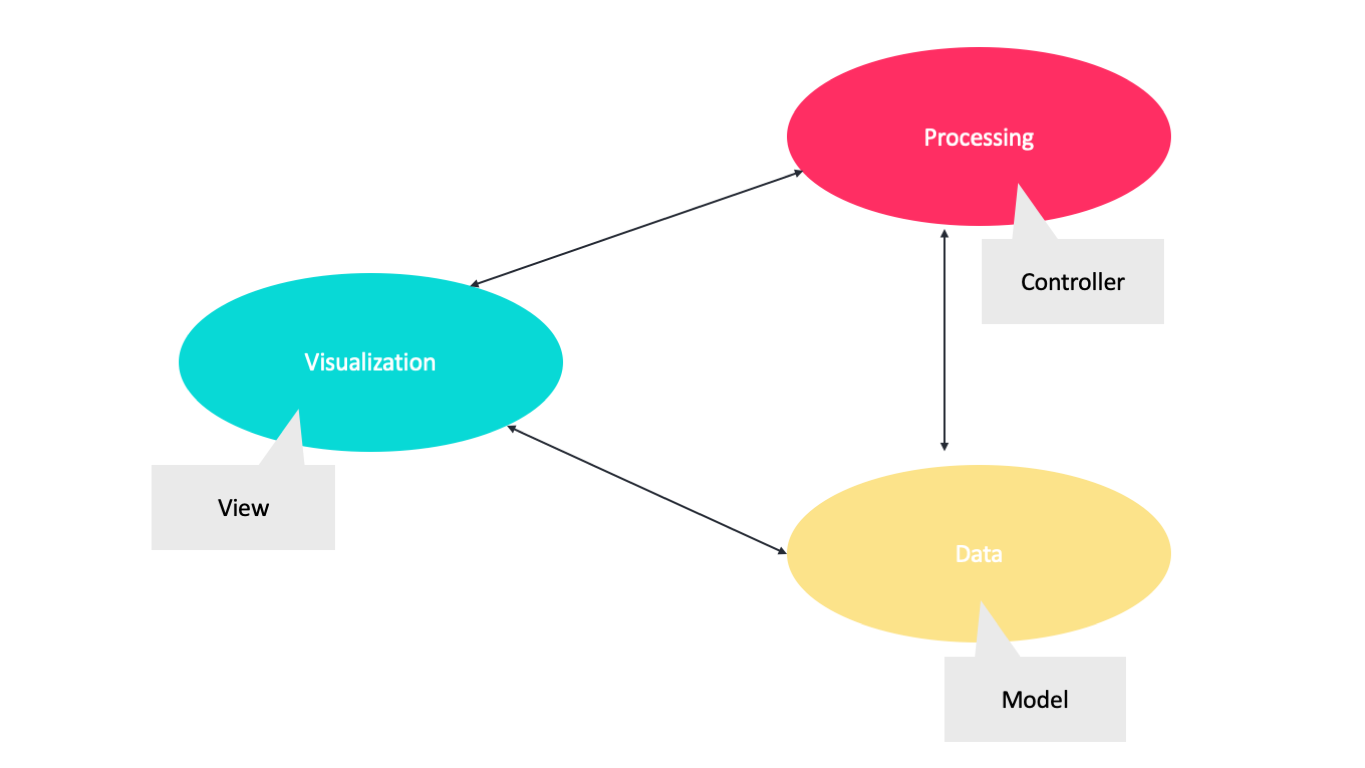 Processing
Controller
Visualization
View
Data
Model